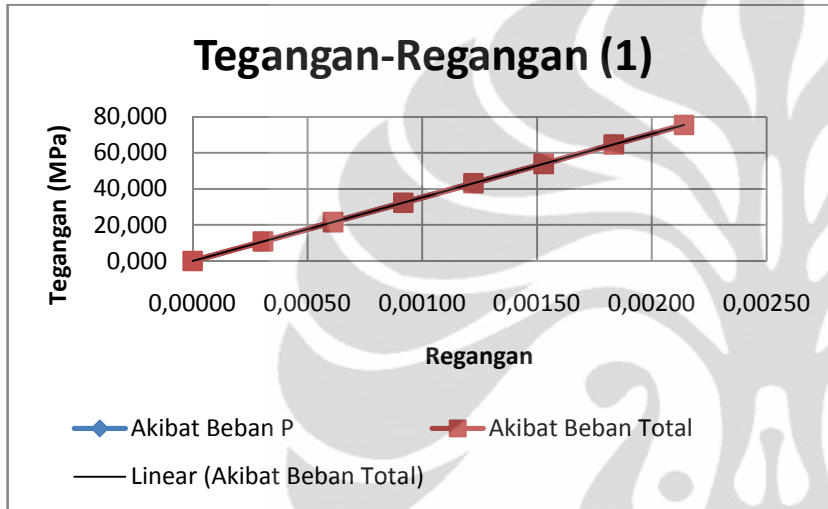 Tegangan-Regangan (1)
Tegangan (MPa)
80,000
60,000
40,000
20,000
0,000
0,00000 0,00050 0,00100 0,00150 0,00200 0,00250
Regangan
Akibat Beban P
Akibat Beban Total
Linear (Akibat Beban Total)